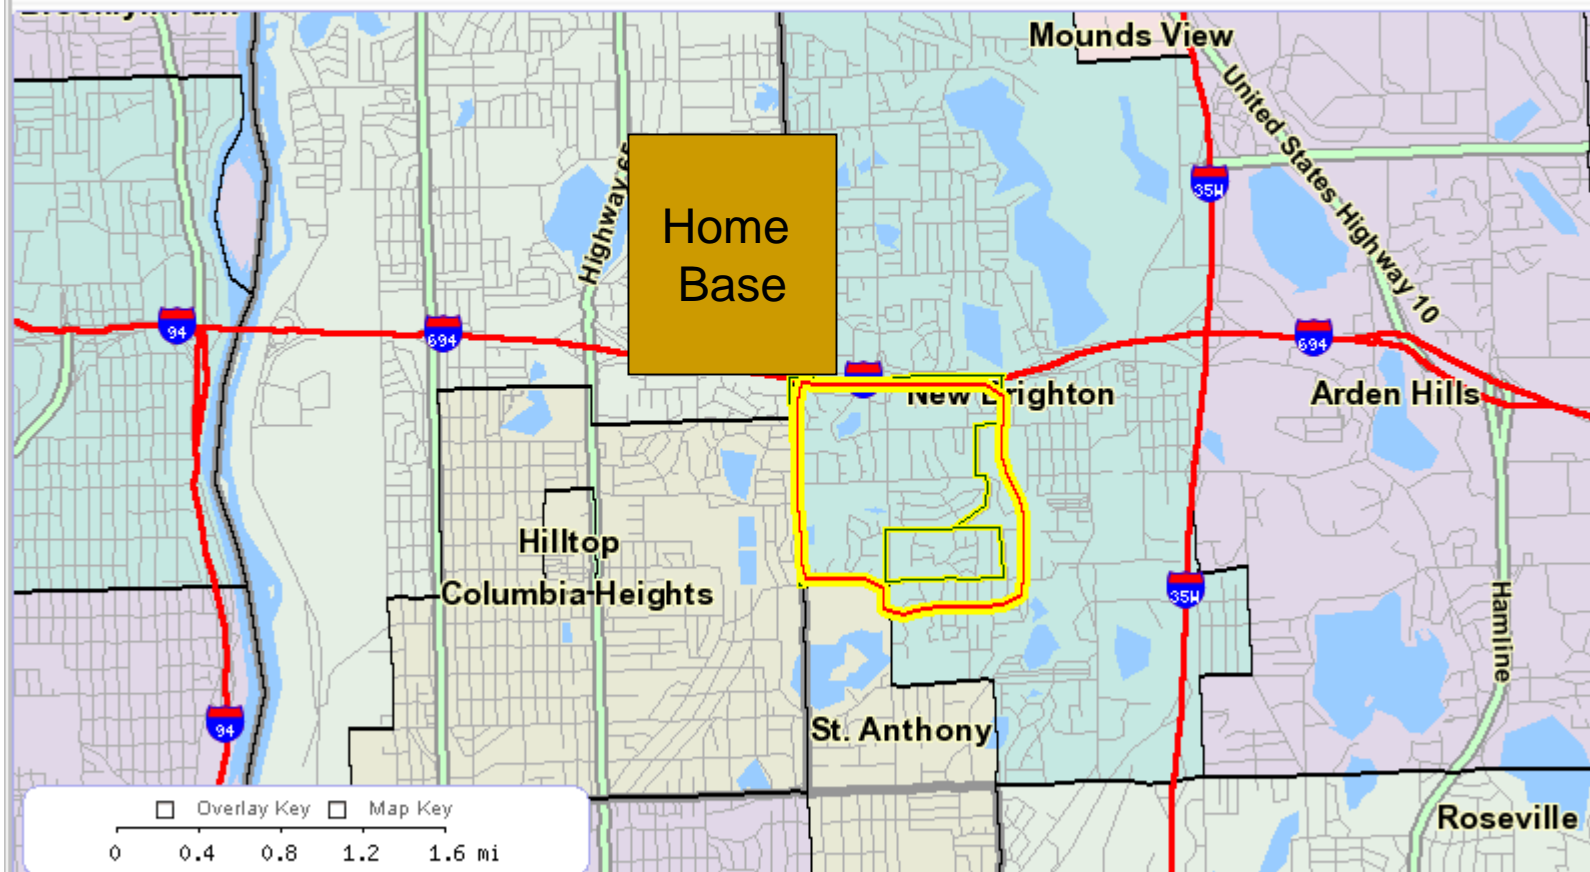 Mounds View
United States Highway 10
35W
Highway 65
Home
Base
94
694
694
New Brighton
Arden Hills
Hilltop
Columbia Heights
35W
Hamline
94
St. Anthony
Overlay Key
Map Key
Roseville
0 0.4 0.8 1.2 1.6 mi